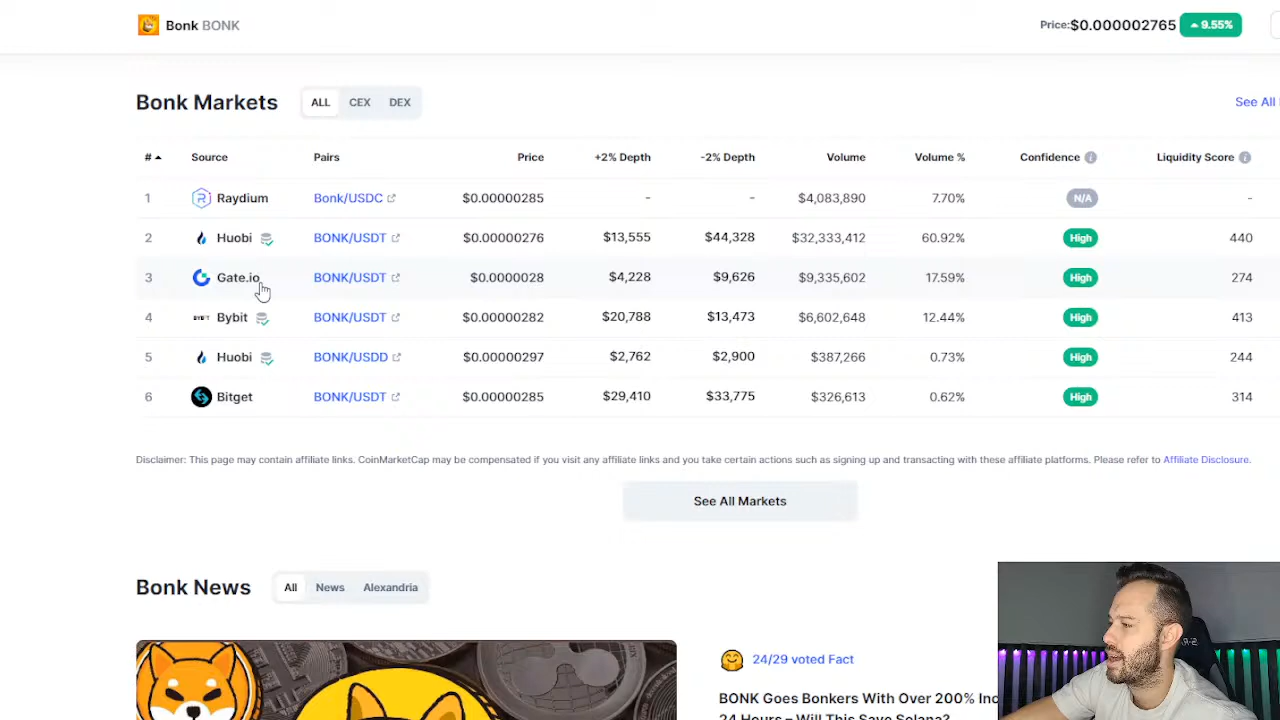 Bonk BONK
Price:$0.000002765 9.55%
Bonk Markets ALL CEX DEX
See All
# Source Pairs Price +2% Depth -2% Depth Volume Volume % Confidence Liquidity Score
1 Raydium Bonk/USDC $0.00000285 - - $4,083,890 7.70% N/A -
2 Huobi BONK/USDT $0.00000276 $13,555 $44,328 $32,333,412 60.92% High 440
3 Gate.io BONK/USDT $0.0000028 $4,228 $9,626 $9,335,602 17.59% High 274
4 BYBIT Bybit BONK/USDT $0.00000282 $20,788 $13,473 $6,602,648 12.44% High 413
5 Huobi BONK/USDD $0.00000297 $2,762 $2,900 $387,266 0.73% High 244
6 Bitget BONK/USDT $0.00000285 $29,410 $33,775 $326,613 0.62% High 314
Disclaimer: This page may contain affiliate links. CoinMarketCap may be compensated if you visit any affiliate links and you take certain actions such as signing up and transacting with these affiliate platforms. Please refer to Affiliate Disclosure.
See All Markets
Bonk News All News Alexandria
24/29 voted Fact
BONK Goes Bonkers With Over 200%
24 Hours – Will This Save Solana?